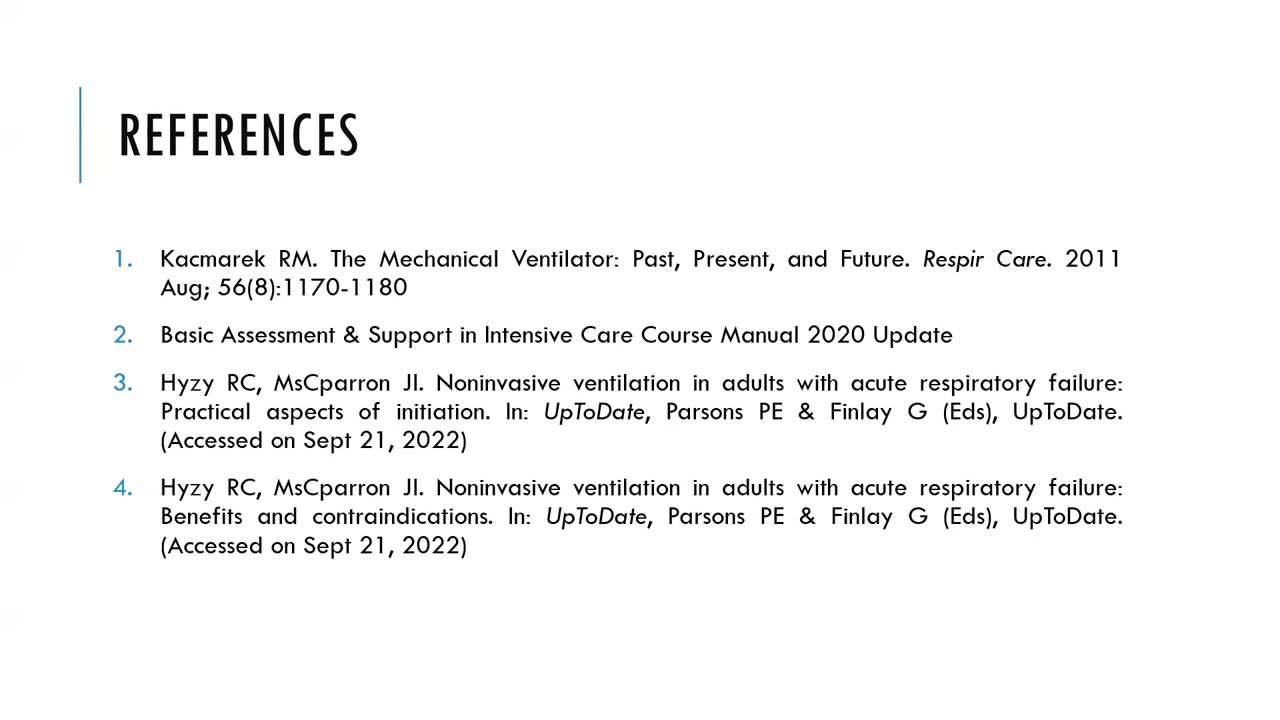 REFERENCES
1. Kacmarek RM. The Mechanical Ventilator: Past, Present, and Future. Respir Care. 2011
Aug; 56(8):1170-1180
2. Basic Assessment & Support in Intensive Care Course Manual 2020 Update
3. Hyzy RC, MsCparron JI. Noninvasive ventilation in adults with acute respiratory failure:
Practical aspects of initiation. In: UpToDate, Parsons PE & Finlay G (Eds), UpToDate.
(Accessed on Sept 21, 2022)
4. Hyzy RC, MsCparron JI. Noninvasive ventilation in adults with acute respiratory failure:
Benefits and contraindications. In: UpToDate, Parsons PE & Finlay G (Eds), UpToDate.
(Accessed on Sept 21, 2022)